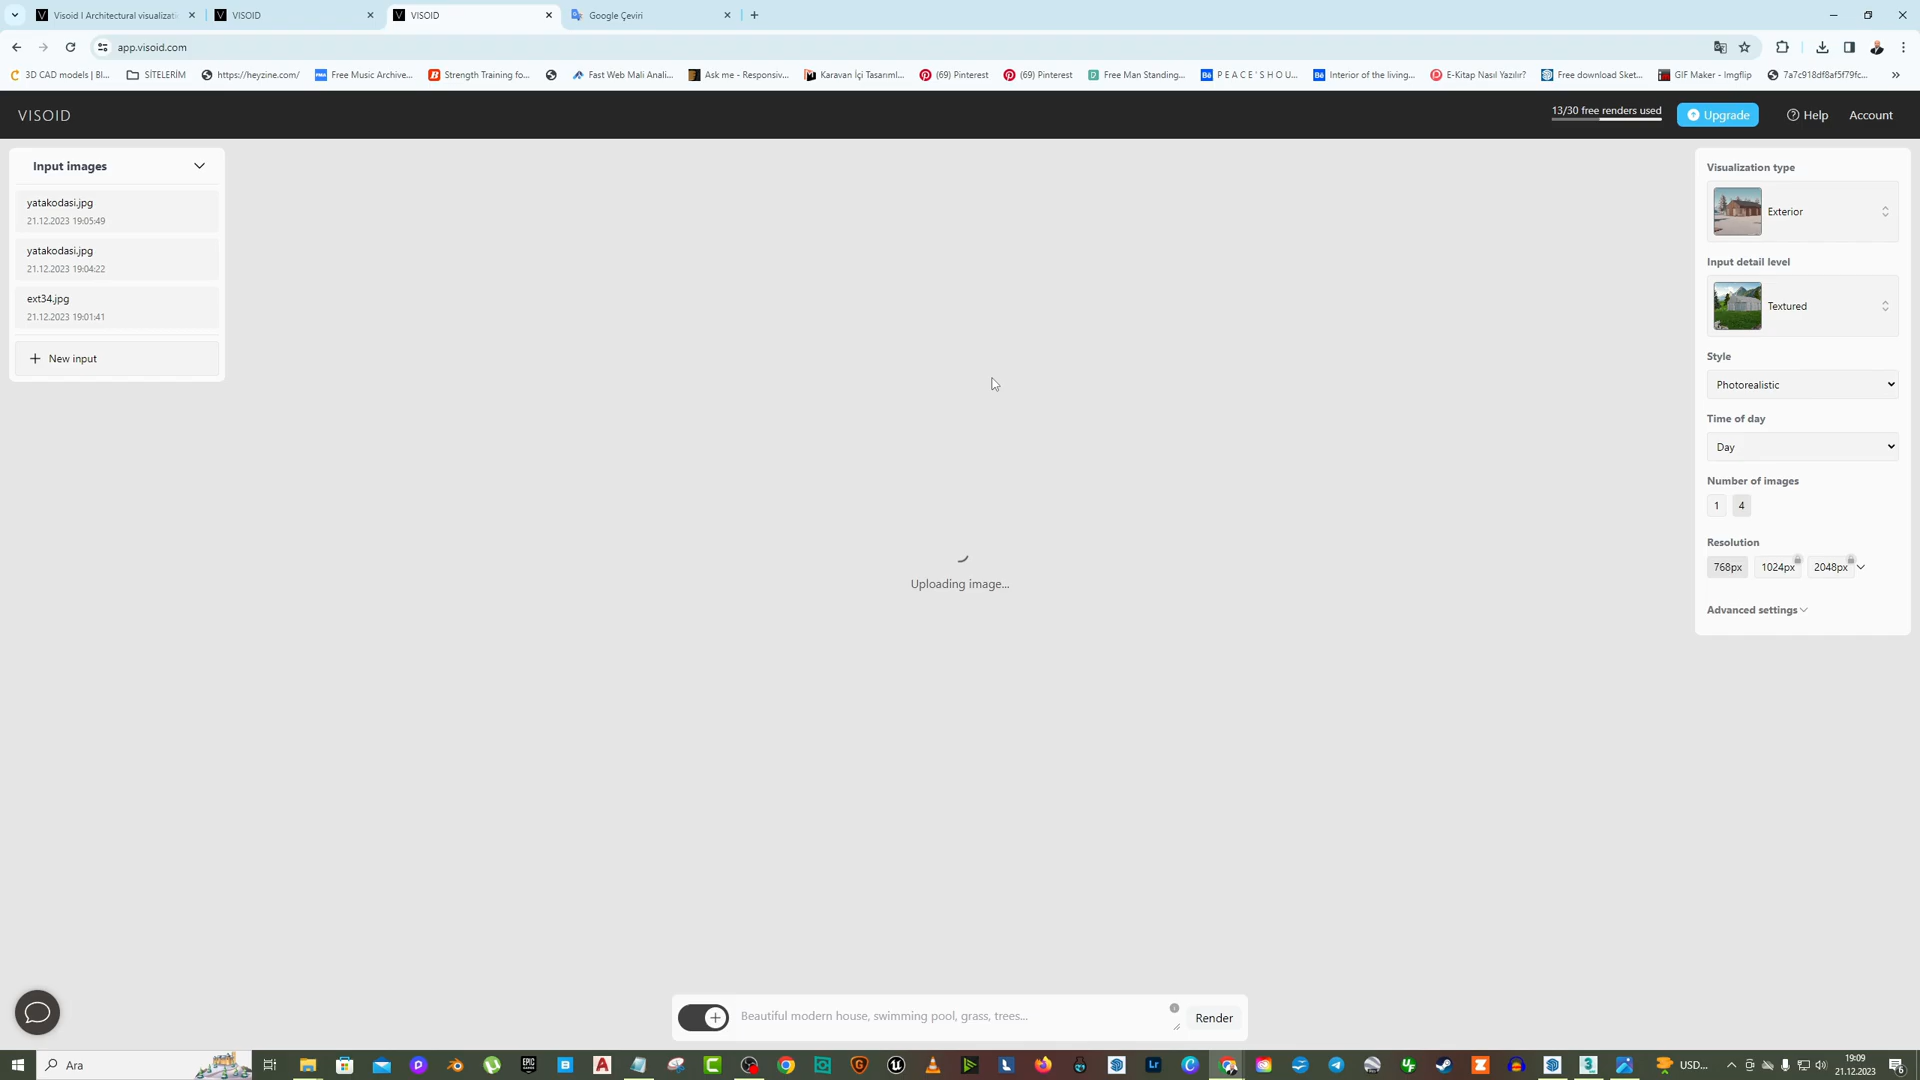 Visoid I Architectural visualizati
VISOID
VISOID
Google Çeviri
app.visoid.com
3D CAD models | Bl...
SİTELERİM
https://heyzine.com/
Free Music Archive...
Strength Training fo...
Fast Web Mali Anali...
Ask me - Responsiv...
Karavan İçi Tasarıml...
(69) Pinterest
(69) Pinterest
Free Man Standing...
P E A C E ' S H O U...
Interior of the living...
E-Kitap Nasıl Yazılır?
Free download Sket...
GIF Maker - Imgflip
7a7c918df8af5f79fc...
VISOID
13/30 free renders used
Upgrade
Help
Account
Input images
yatakodasi.jpg
21.12.2023 19:05:49
yatakodasi.jpg
21.12.2023 19:04:22
ext34.jpg
21.12.2023 19:01:41
New input
Uploading image...
Visualization type
Exterior
Input detail level
Textured
Style
Photorealistic
Time of day
Day
Number of images
1 4
Resolution
768px 1024px 2048px
Advanced settings
Beautiful modern house, swimming pool, grass, trees...
Render
Ara
USD...
19:09
21.12.2023